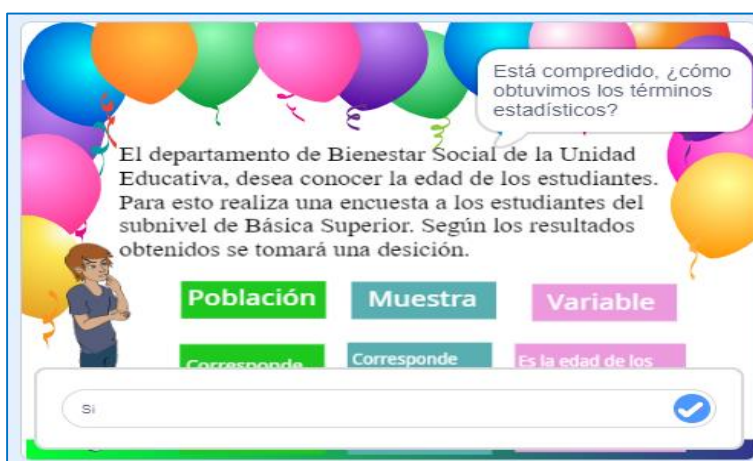 Está compredido, ¿cómo
obtuvimos los términos
estadísticos?
El departamento de Bienestar Social de la Unidad
Educativa, desea conocer la edad de los estudiantes.
Para esto realiza una encuesta a los estudiantes del
subnivel de Básica Superior. Según los resultados
obtenidos se tomará una desición.
Población
Muestra
Variable
Corresponde
Corresponde
Es la edad de los
Si